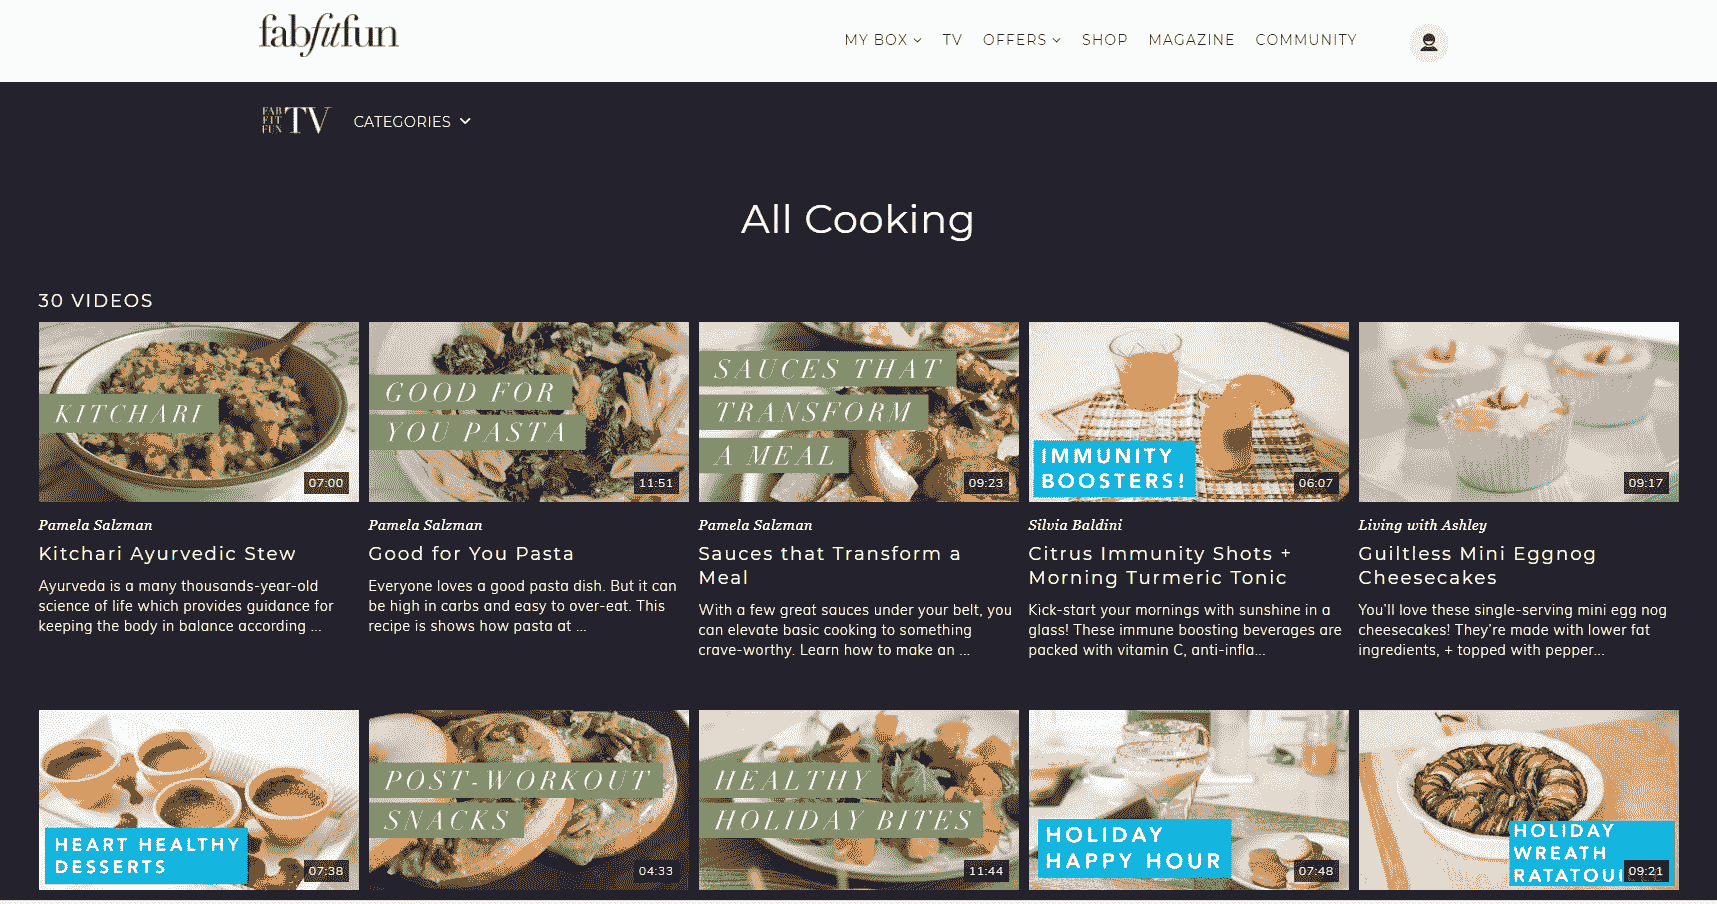 fabfitfun
MY BOX
TV
OFFERS
SHOP
MAGAZINE
COMMUNITY
FAB
FIT
FUN
TV
CATEGORIES
All Cooking
30 VIDEOS
KITCHARI
07:00
GOOD FOR
YOU PASTA
11:51
SAUCES THAT
TRANSFORM
A MEAL
09:23
IMMUNITY
BOOSTERS!
06:07
09:17
Pamela Salzman
Kitchari Ayurvedic Stew
Ayurveda is a many thousands-year-old
science of life which provides guidance for
keeping the body in balance according ...
Pamela Salzman
Good for You Pasta
Everyone loves a good pasta dish. But it can
be high in carbs and easy to over-eat. This
recipe is shows how pasta at ...
Pamela Salzman
Sauces that Transform a
Meal
With a few great sauces under your belt, you
can elevate basic cooking to something
crave-worthy. Learn how to make an ...
Silvia Baldini
Citrus Immunity Shots +
Morning Turmeric Tonic
Kick-start your mornings with sunshine in a
glass! These immune boosting beverages are
packed with vitamin C, anti-infla...
Living with Ashley
Guiltless Mini Eggnog
Cheesecakes
You'll love these single-serving mini egg nog
cheesecakes! They're made with lower fat
ingredients, + topped with pepper...
HEART HEALTHY
DESSERTS
07:38
POST-WORKOUT
SNACKS
04:33
HEALTHY
HOLIDAY BITES
11:44
HOLIDAY
HAPPY HOUR
07:48
HOLIDAY
WREATH
RATATOUI
09:21